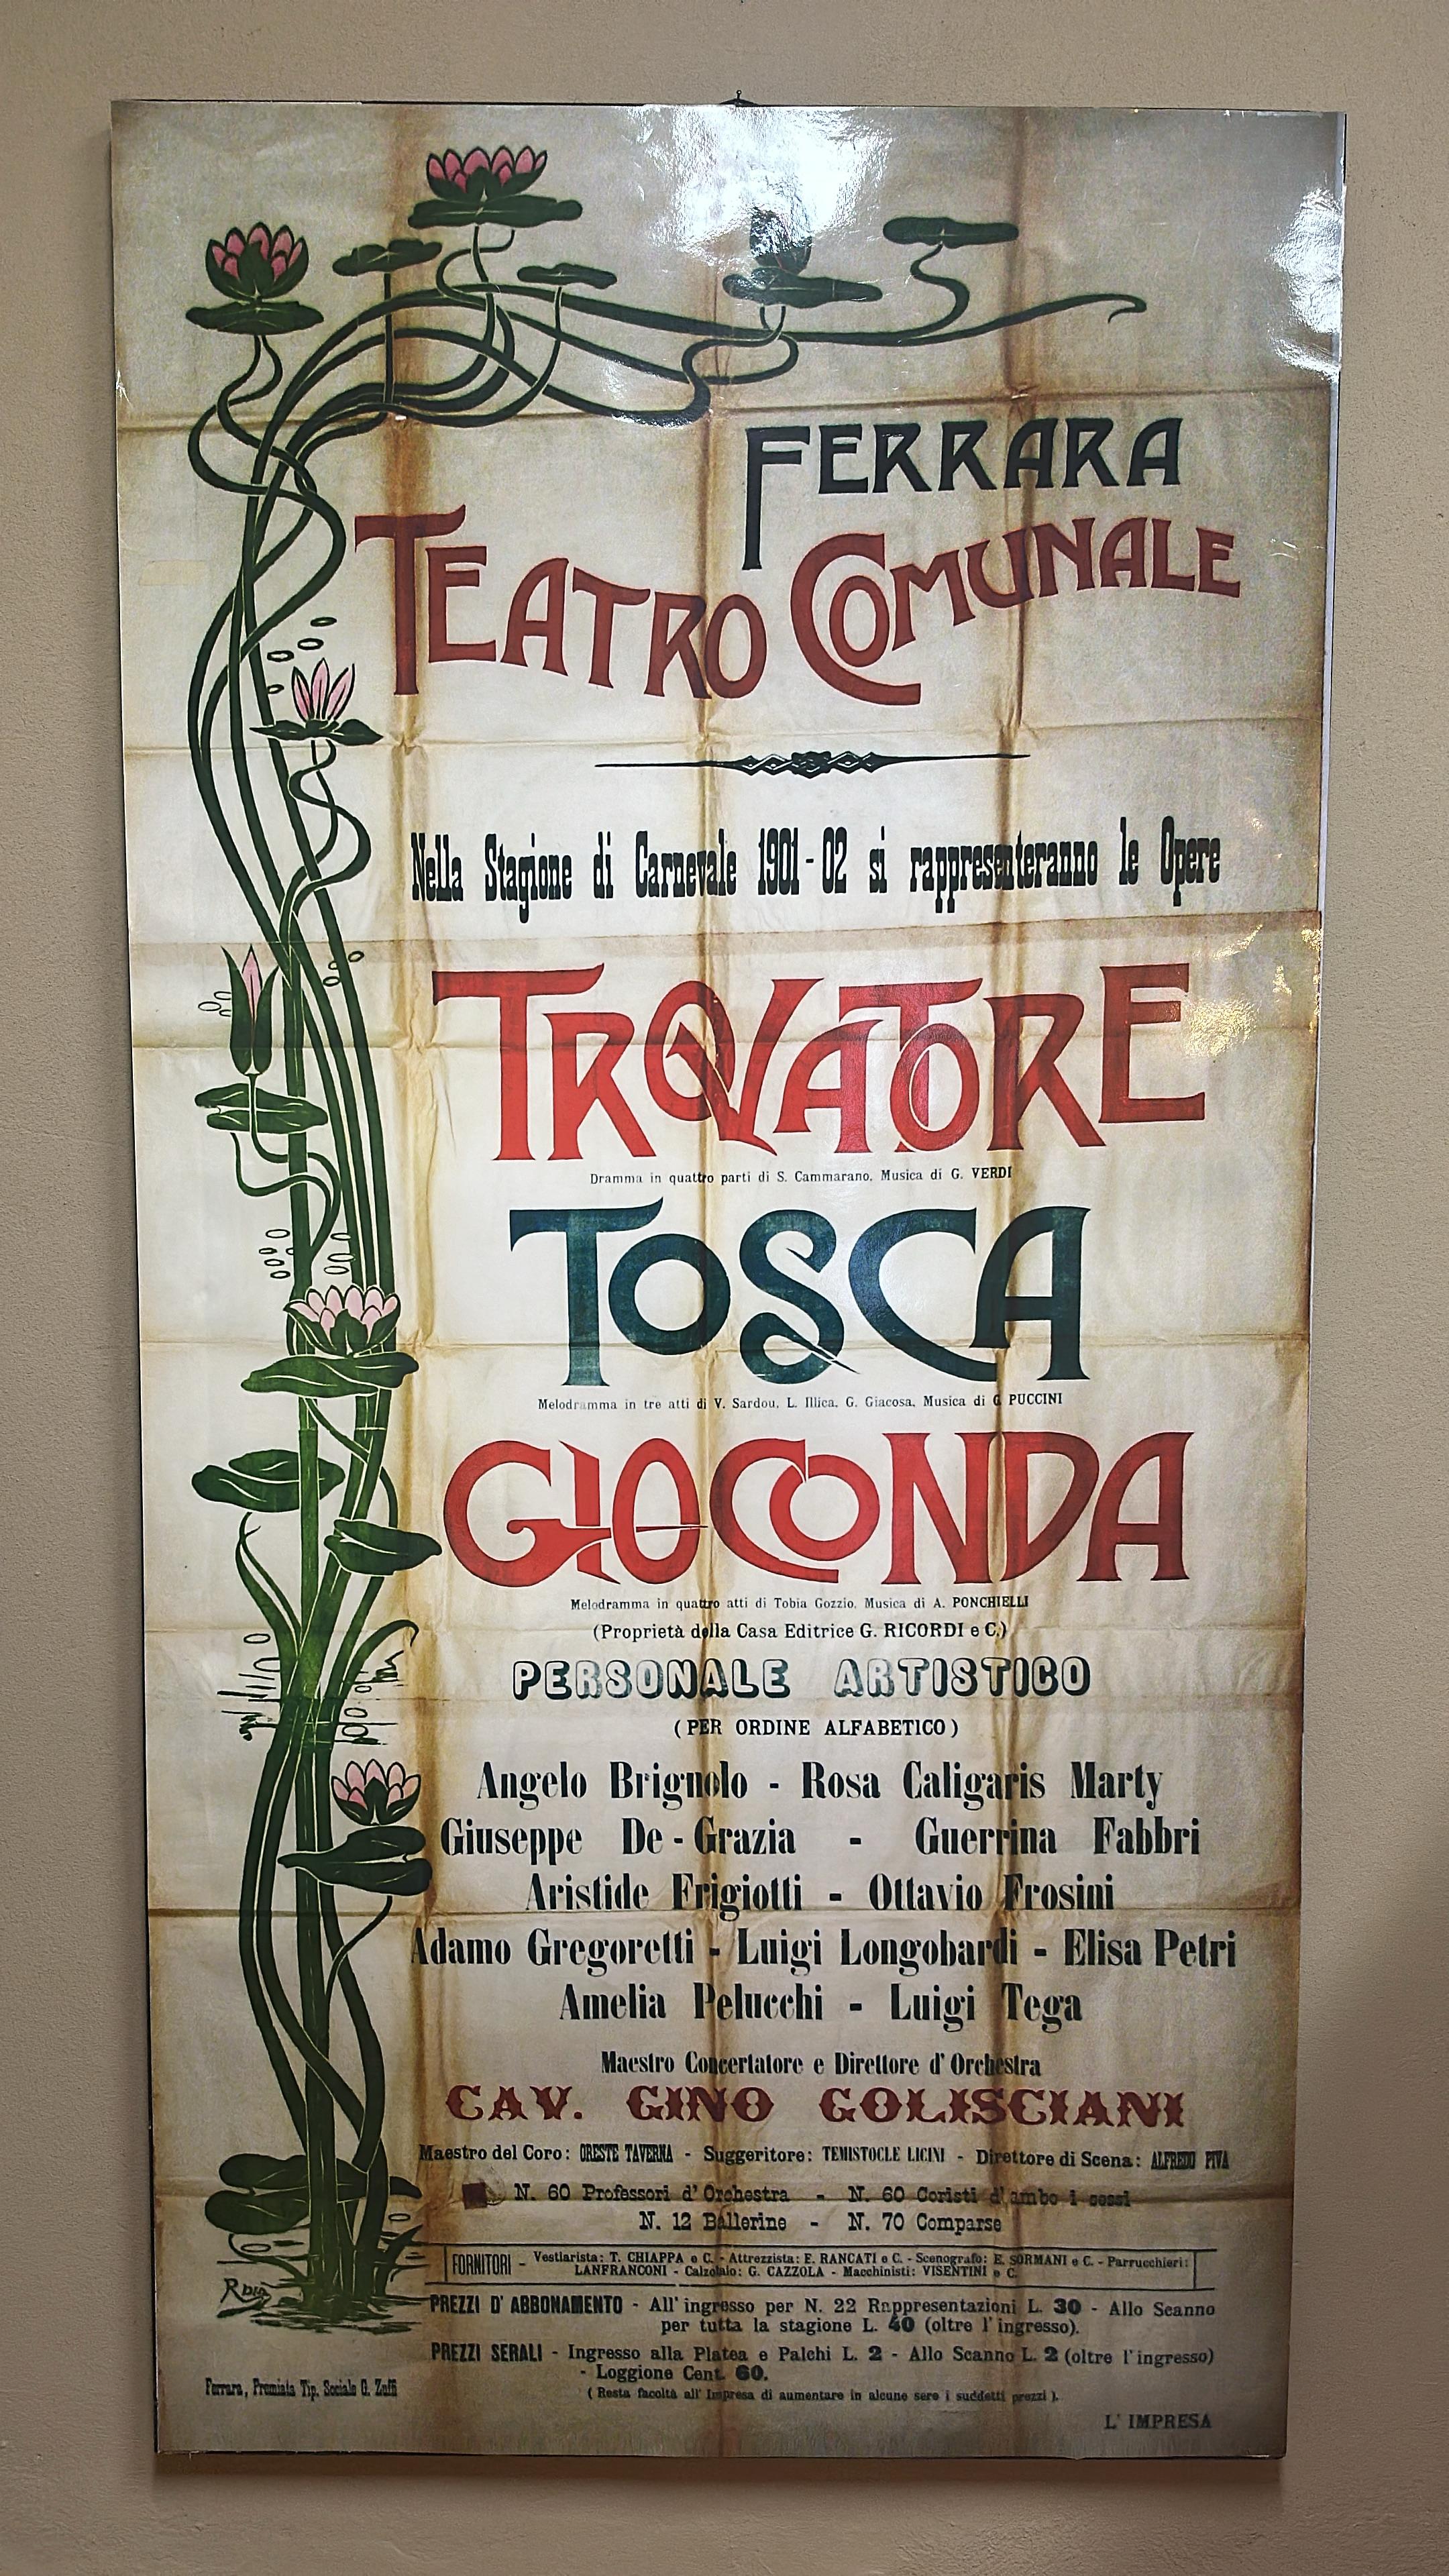 FERRARA
TEATRO COMUNALE
Nella Stagione di Carnevale 1901-02 si rappresenteranno le Opere
TROVATORE
Dramma in quattro parti di S. Cammarano, Musica di G. VERDI
TOSCA
Melodramma in tre atti di V. Sardou, L. Illica, G. Giacosa, Musica di G. PUCCINI
GIOCONDA
Melodramma in quattro atti di Tobia Gozzio, Musica di A. PONCHIELLI
(Proprietà della Casa Editrice G. RICORDI e C.)
PERSONALE ARTISTICO
(PER ORDINE ALFABETICO)
Angelo Brignolo - Rosa Caligaris Marty
Giuseppe De-Grazia - Guerrina Fabbri
Aristide Frigiotti - Ottavio Frosini
Adamo Gregoretti - Luigi Longobardi - Elisa Petri
Amelia Pelucchi - Luigi Tega
Maestro Concertatore e Direttore d'Orchestra
CAV. GINO GOLISCIANI
Maestro del Coro: ORESTE TAVERNA - Suggeritore: TEMISTOCLE LICINI - Direttore di Scena: ALFREDO PIVA
N. 60 Professori d'Orchestra - N. 60 Coristi d'ambo i sessi
N. 12 Ballerine - N. 70 Comparse
FORNITORI - Vestiarista: T. CHIAPPA e C. - Attrezzista: E. RANCATI e C. - Scenografo: E. SORMANI e C. - Parrucchieri:
LANFRANCONI - Calzolaio: G. CAZZOLA - Macchinisti: VISENTINI e C.
PREZZI D'ABBONAMENTO - All'ingresso per N. 22 Rappresentazioni L. 30 - Allo Scanno
per tutta la stagione L. 40 (oltre l'ingresso).
PREZZI SERALI - Ingresso alla Platea e Palchi L. 2 - Allo Scanno L. 2 (oltre l'ingresso)
- Loggione Cent. 60.
(Resta facoltà all'Impresa di aumentare in alcune sere i suddetti prezzi).
Ferrara, Premiata Tip. Sociale G. Zuffi
L'IMPRESA